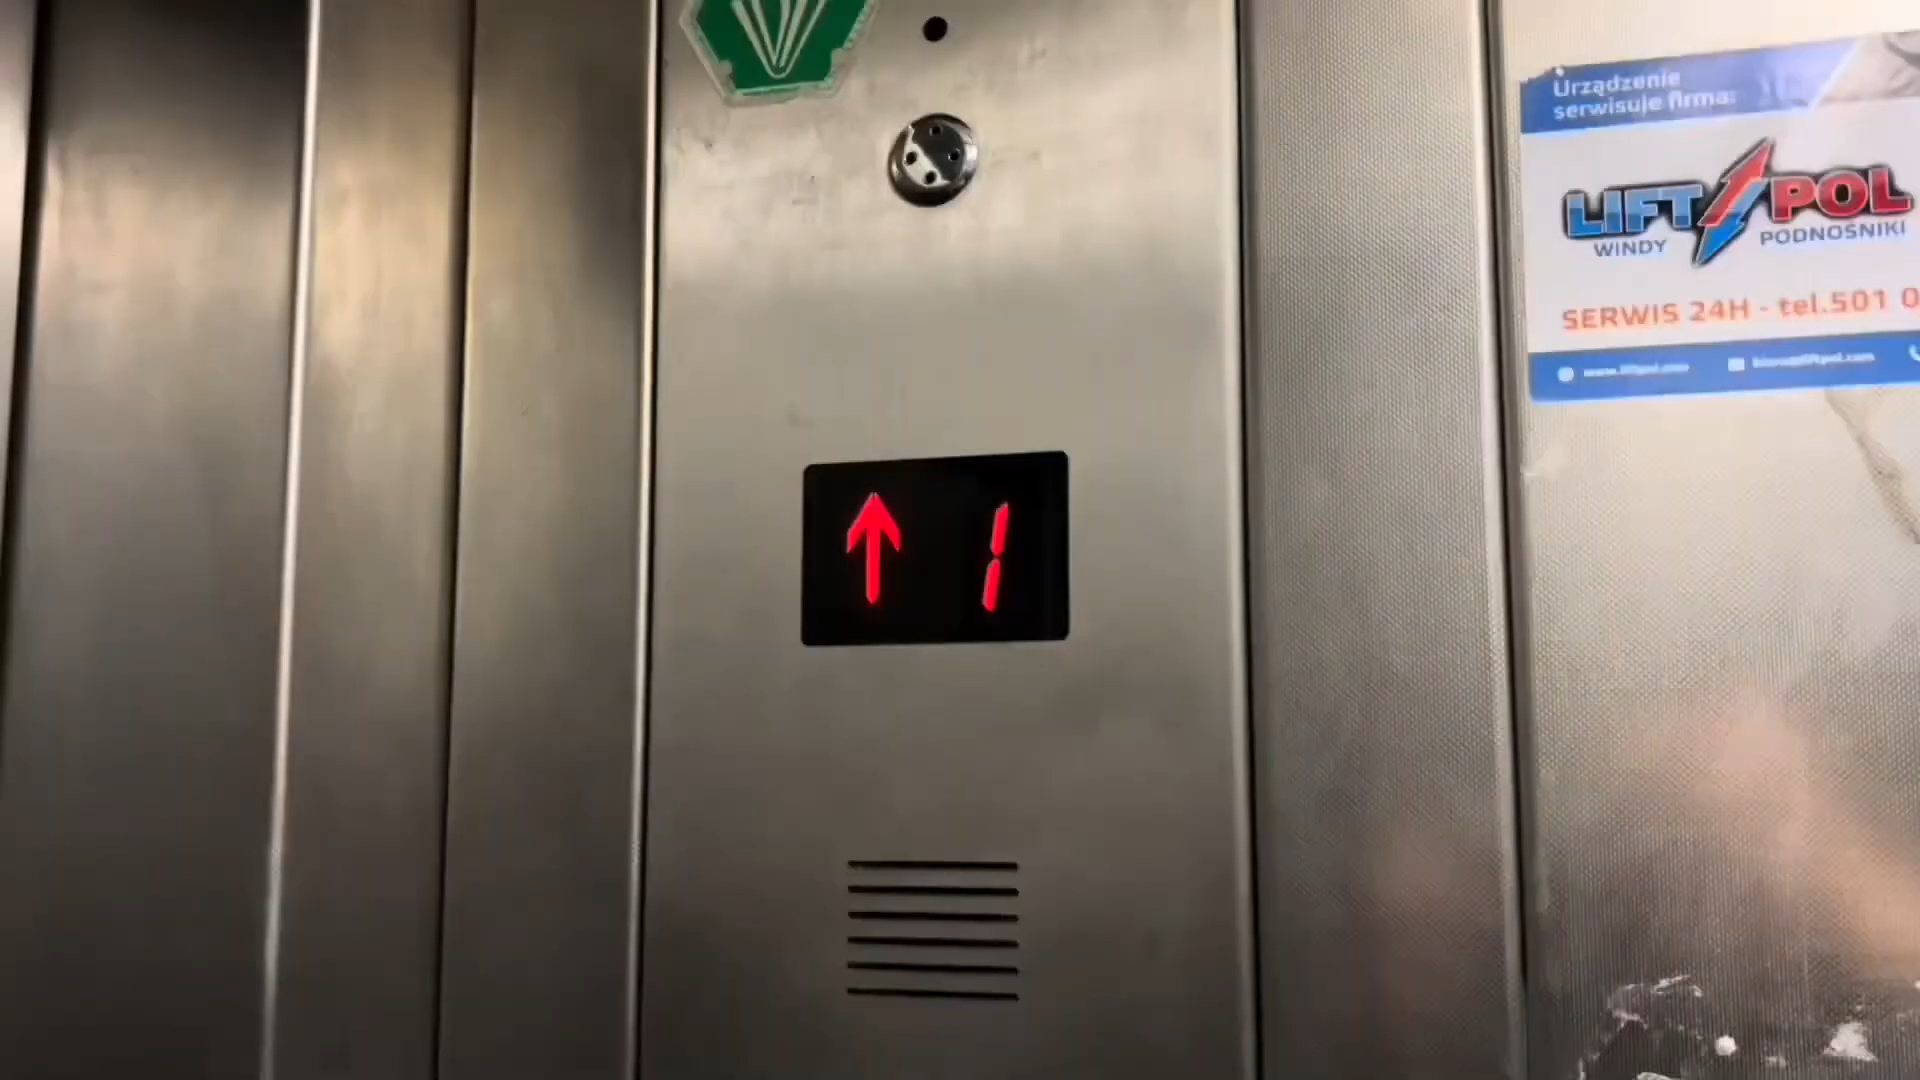 Urządzenie
serwisuje firma:
LIFT POL
WINDY PODNOŚNIKI
SERWIS 24H - tel.501 0
1